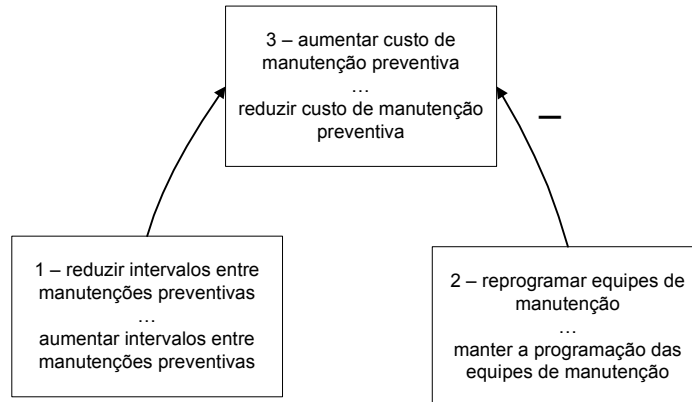 3 – aumentar custo de
manutenção preventiva
…
reduzir custo de manutenção
preventiva
–
1 – reduzir intervalos entre
manutenções preventivas
…
aumentar intervalos entre
manutenções preventivas
2 – reprogramar equipes de
manutenção
…
manter a programação das
equipes de manutenção